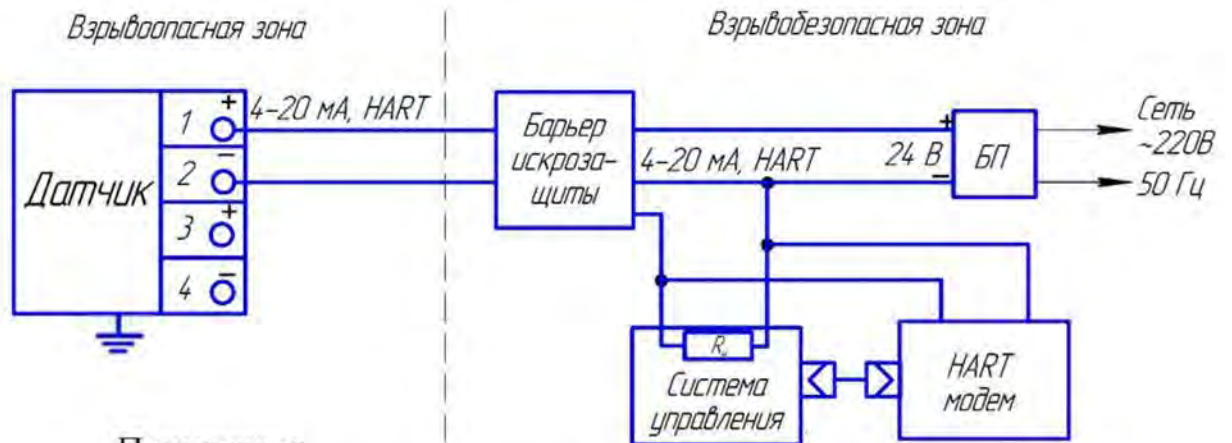 Взрывоопасная зона
Взрывобезопасная зона
Датчик
1 +
2 −
3 +
4 −
4-20 мА, HART
Барьер
искроза-
щиты
4-20 мА, HART
+
24 В
−
БП
Сеть
~220В
50 Гц
Rн
Система
управления
HART
модем